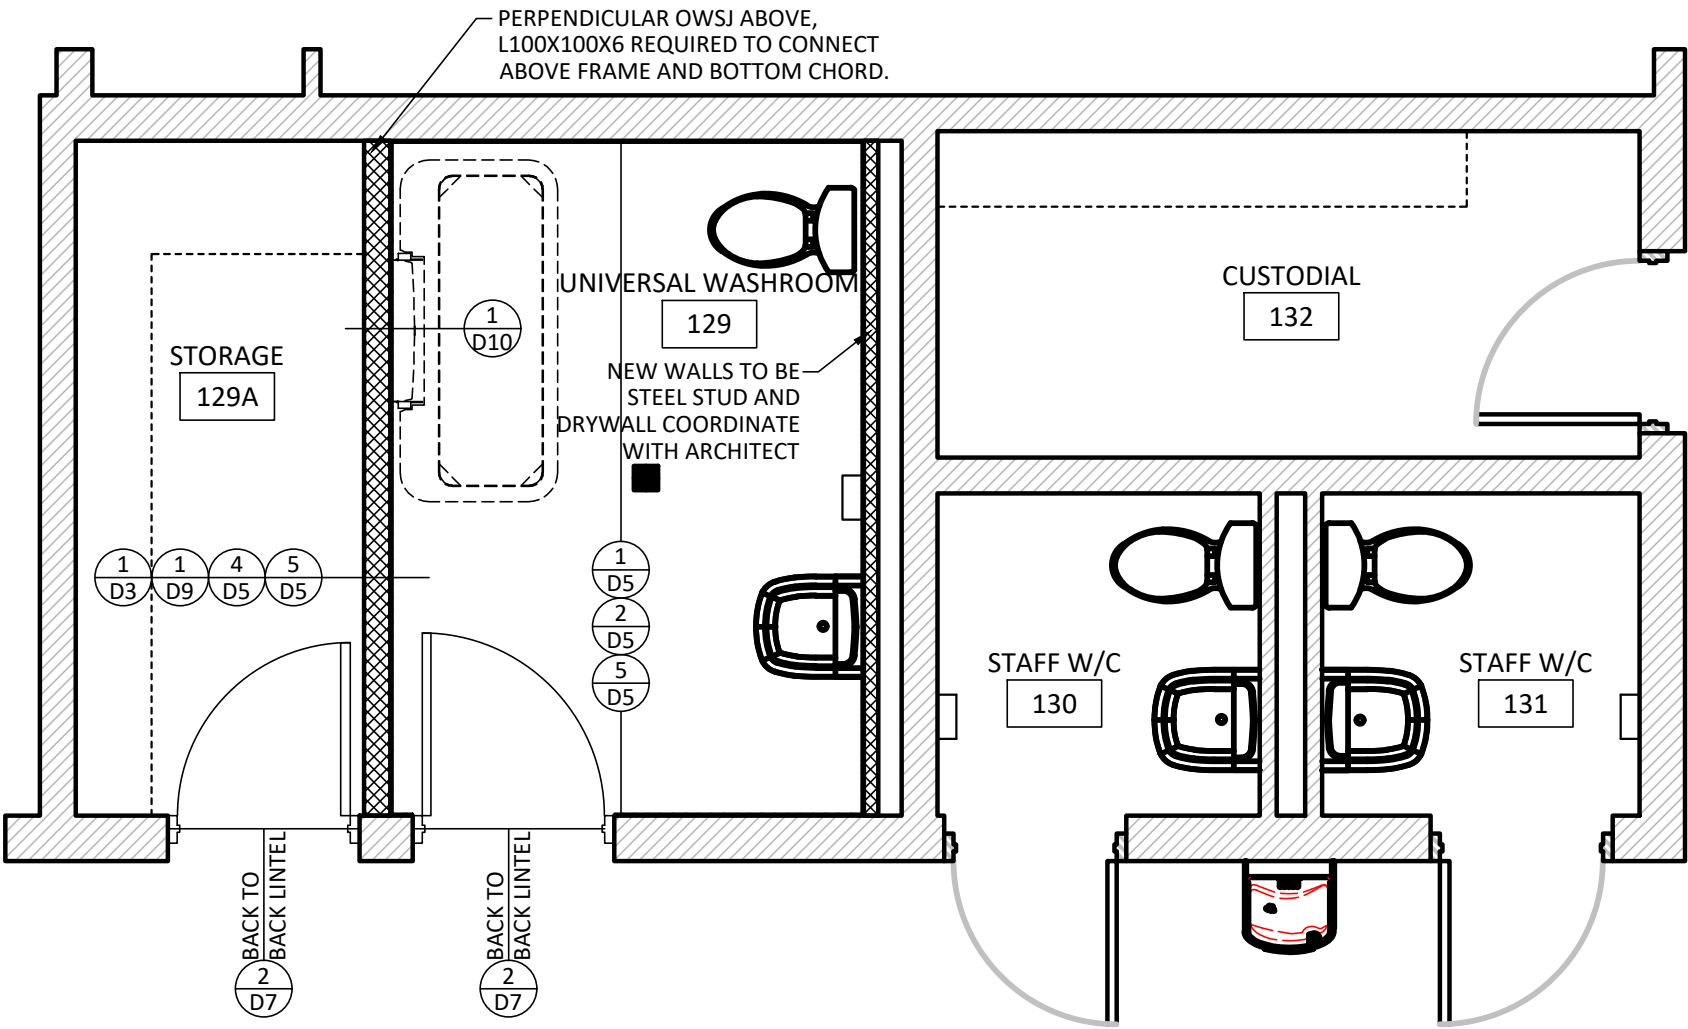 PERPENDICULAR OWSJ ABOVE,
L100X100X6 REQUIRED TO CONNECT
ABOVE FRAME AND BOTTOM CHORD.
UNIVERSAL WASHROOM
129
CUSTODIAL
132
1
D10
STORAGE
129A
NEW WALLS TO BE
STEEL STUD AND
DRYWALL COORDINATE
WITH ARCHITECT
1
D3
1
D9
4
D5
5
D5
1
D5
2
D5
5
D5
STAFF W/C
130
STAFF W/C
131
BACK TO
BACK LINTEL
2
D7
BACK TO
BACK LINTEL
2
D7